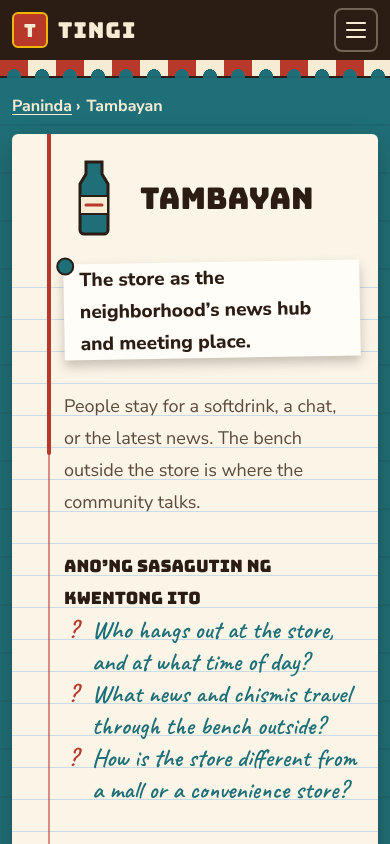 T TINGI
Paninda › Tambayan
TAMBAYAN
The store as the
neighborhood’s news hub
and meeting place.
People stay for a softdrink, a chat,
or the latest news. The bench
outside the store is where the
community talks.
ANO’NG SASAGUTIN NG
KWENTONG ITO
? Who hangs out at the store,
and at what time of day?
? What news and chismis travel
through the bench outside?
? How is the store different from
a mall or a convenience store?